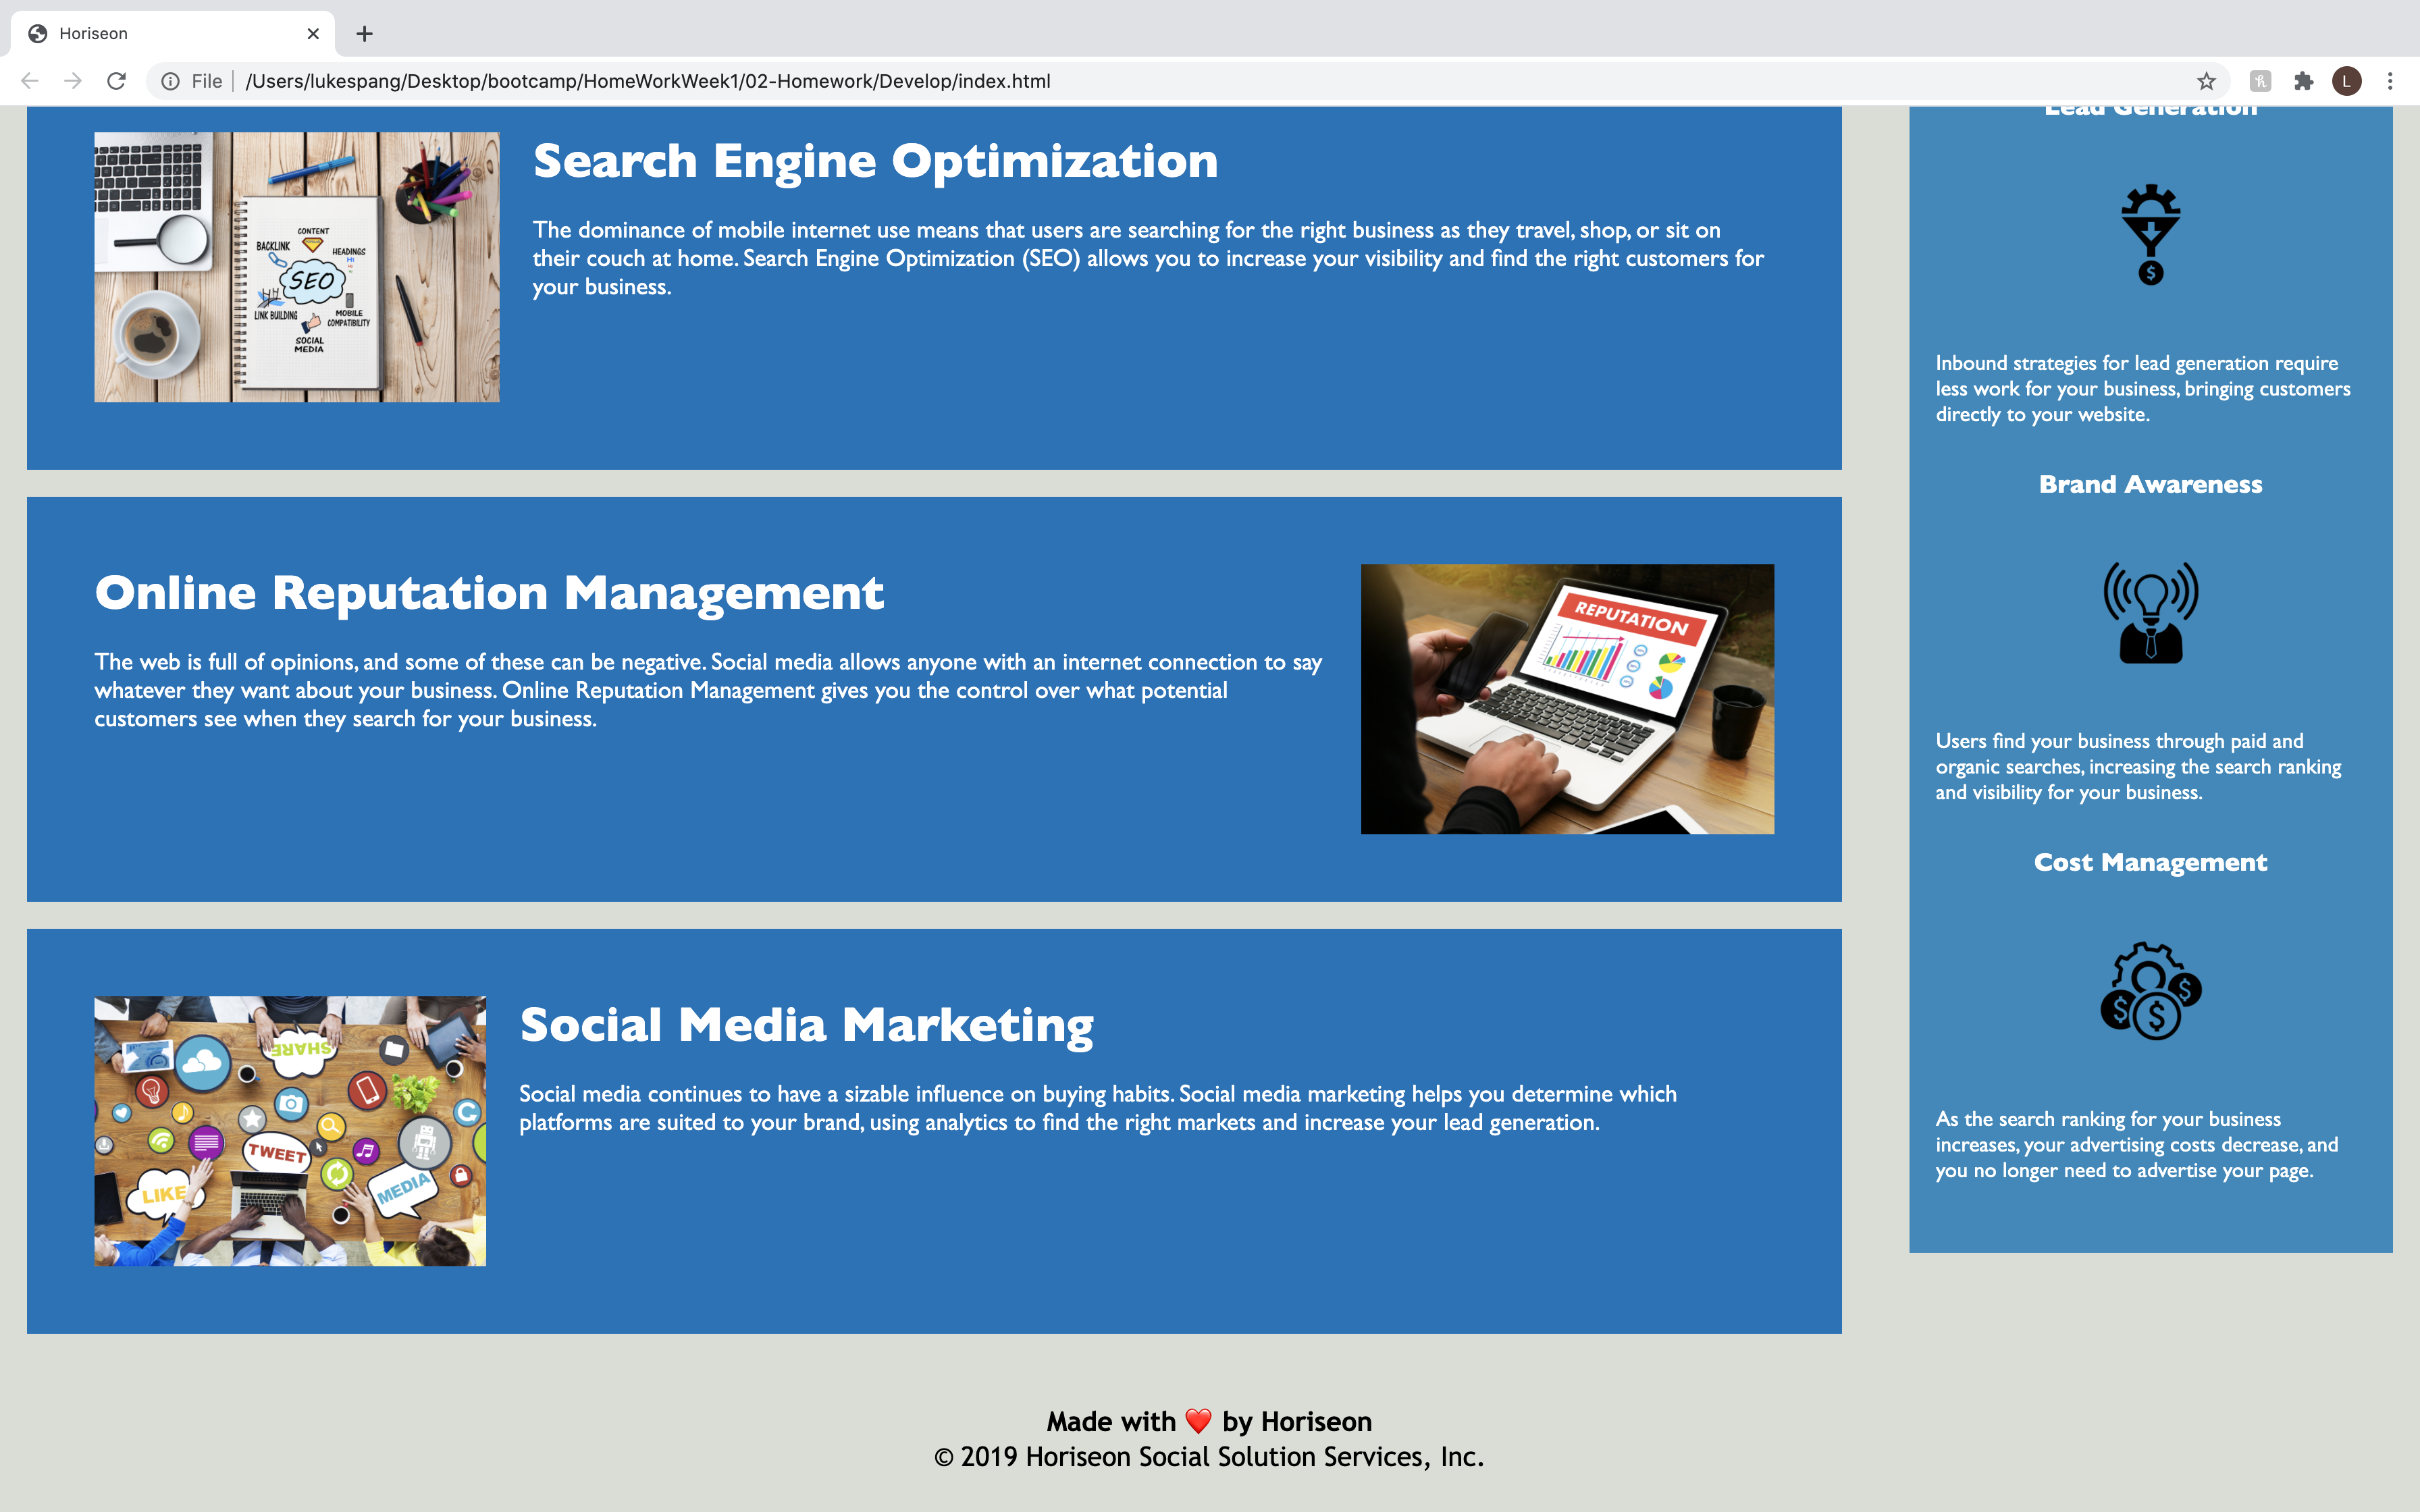 Horiseon
File
/Users/lukespang/Desktop/bootcamp/HomeWorkWeek1/02-Homework/Develop/index.html
L
Search Engine Optimization
The dominance of mobile internet use means that users are searching for the right business as they travel, shop, or sit on
their couch at home. Search Engine Optimization (SEO) allows you to increase your visibility and find the right customers for
your business.
CONTENT
BACKLINK
HEADINGS
H1
SEO
LINK BUILDING
MOBILE
COMPATIBILITY
SOCIAL
MEDIA
Online Reputation Management
The web is full of opinions, and some of these can be negative. Social media allows anyone with an internet connection to say
whatever they want about your business. Online Reputation Management gives you the control over what potential
customers see when they search for your business.
REPUTATION
Social Media Marketing
Social media continues to have a sizable influence on buying habits. Social media marketing helps you determine which
platforms are suited to your brand, using analytics to find the right markets and increase your lead generation.
SHARE
TWEET
LIKE
MEDIA
Lead Generation
$
Inbound strategies for lead generation require
less work for your business, bringing customers
directly to your website.
Brand Awareness
Users find your business through paid and
organic searches, increasing the search ranking
and visibility for your business.
Cost Management
$ $ $
As the search ranking for your business
increases, your advertising costs decrease, and
you no longer need to advertise your page.
Made with ❤️ by Horiseon
© 2019 Horiseon Social Solution Services, Inc.